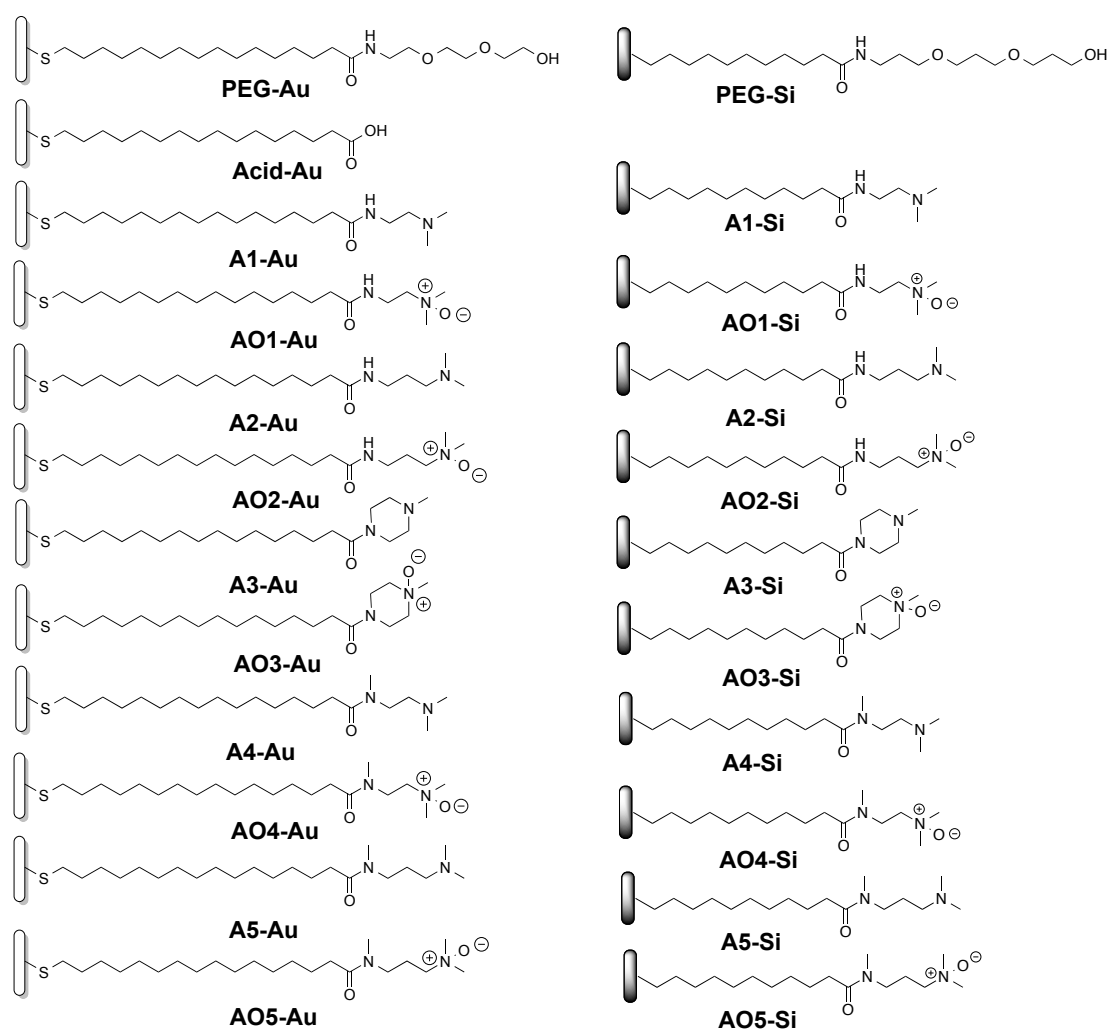 H
N
O
S
O
O
OH
PEG-Au
H
N
O
O
OH
O
PEG-Si
OH
S
O
Acid-Au
H
N
S
N
O
A1-Au
H
N
N
O
A1-Si
H
N
⊕
N
S
O ⊖
O
AO1-Au
H
N
⊕
N
O ⊖
O
AO1-Si
H
N
N
S
O
A2-Au
H
N
N
O
A2-Si
H
N
⊕ N
S
O ⊖
O
AO2-Au
H
N
O ⊖
⊕ N
O
AO2-Si
N
N
S
O
A3-Au
N
N
O
A3-Si
⊖
O
N
⊕
N
S
O
AO3-Au
⊕
N
O ⊖
N
O
AO3-Si
N
S
N
O
A4-Au
N
N
O
A4-Si
⊕
N
N
S
O ⊖
O
AO4-Au
⊕
N
N
O ⊖
O
AO4-Si
N
N
S
O
A5-Au
N
N
O
A5-Si
O ⊖
⊕ N
N
S
O
AO5-Au
O ⊖
⊕ N
N
O
AO5-Si